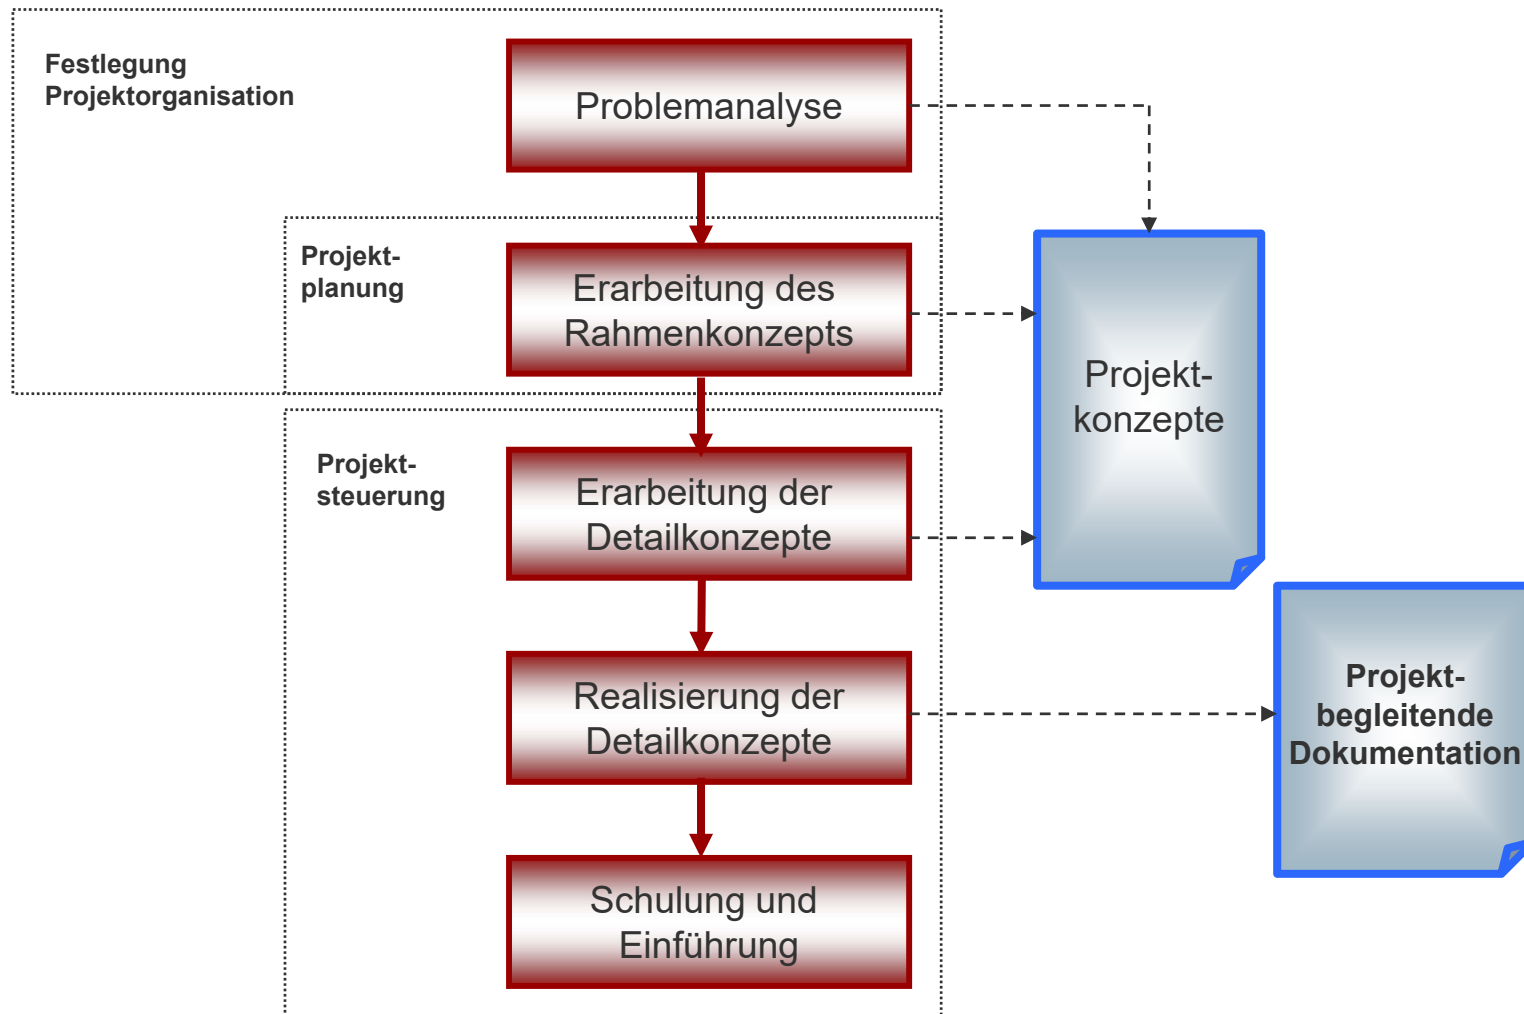 Festlegung
Projektorganisation
Problemanalyse
Projekt-
planung
Erarbeitung des
Rahmenkonzepts
Projekt-
konzepte
Projekt-
steuerung
Erarbeitung der
Detailkonzepte
Realisierung der
Detailkonzepte
Projekt-
begleitende
Dokumentation
Schulung und
Einführung